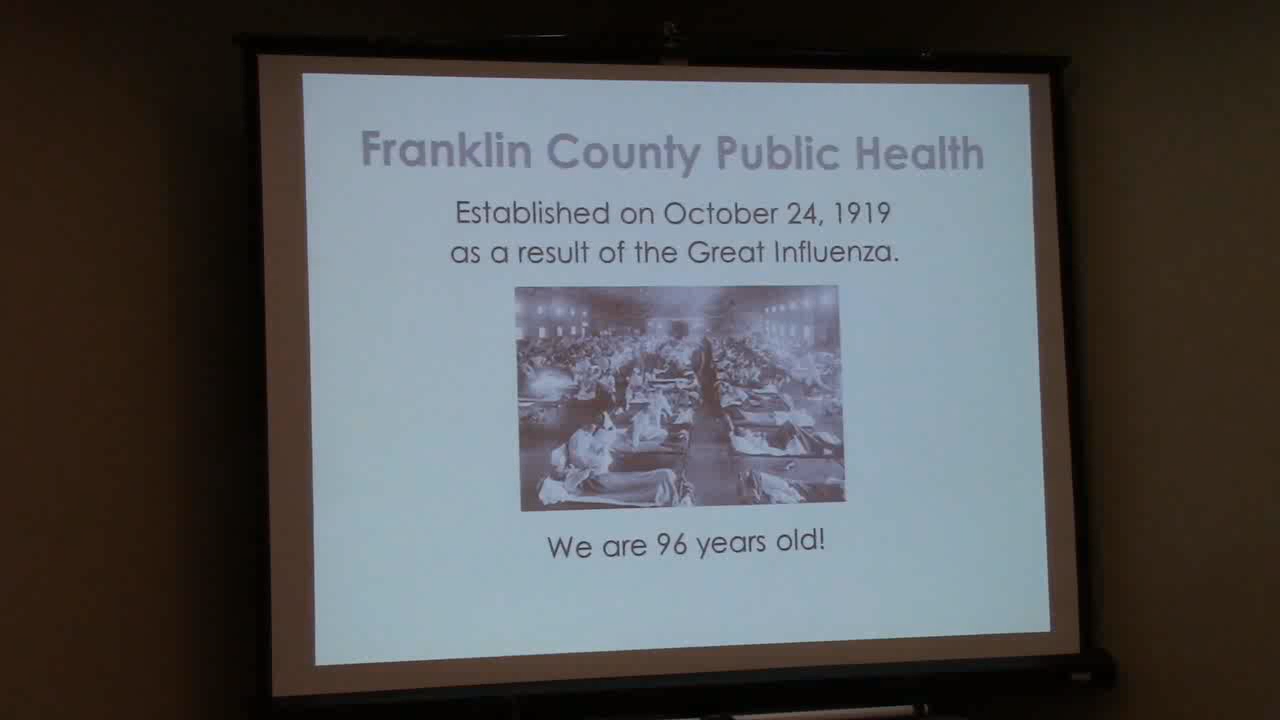 Franklin County Public Health
Established on October 24, 1919
as a result of the Great Influenza.
We are 96 years old!